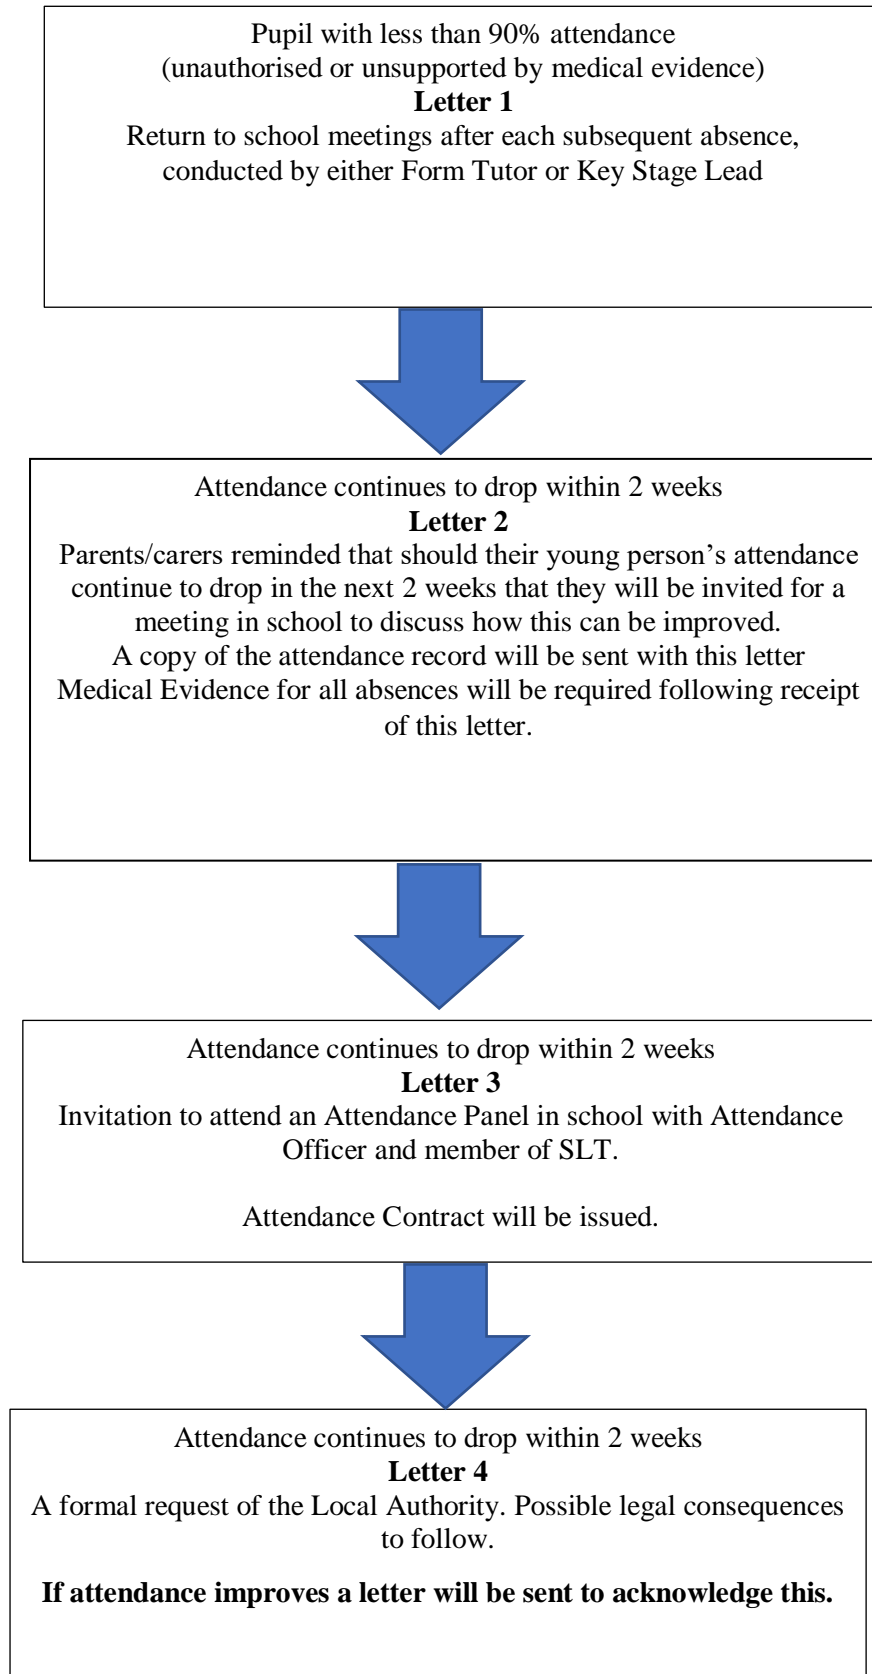 Pupil with less than 90% attendance
(unauthorised or unsupported by medical evidence)
Letter 1
Return to school meetings after each subsequent absence,
conducted by either Form Tutor or Key Stage Lead
Attendance continues to drop within 2 weeks
Letter 2
Parents/carers reminded that should their young person’s attendance
continue to drop in the next 2 weeks that they will be invited for a
meeting in school to discuss how this can be improved.
A copy of the attendance record will be sent with this letter
Medical Evidence for all absences will be required following receipt
of this letter.
Attendance continues to drop within 2 weeks
Letter 3
Invitation to attend an Attendance Panel in school with Attendance
Officer and member of SLT.
Attendance Contract will be issued.
Attendance continues to drop within 2 weeks
Letter 4
A formal request of the Local Authority. Possible legal consequences
to follow.
If attendance improves a letter will be sent to acknowledge this.